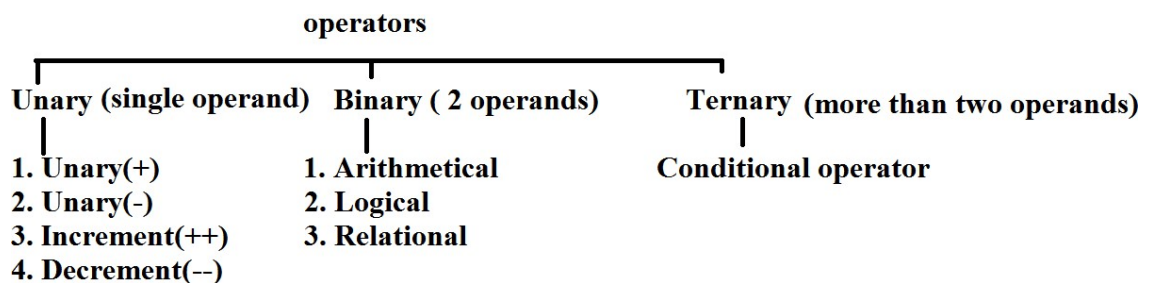 operators
Unary (single operand) Binary ( 2 operands) Ternary (more than two operands)
1. Unary(+) 1. Arithmetical Conditional operator
2. Unary(-) 2. Logical
3. Increment(++) 3. Relational
4. Decrement(--)